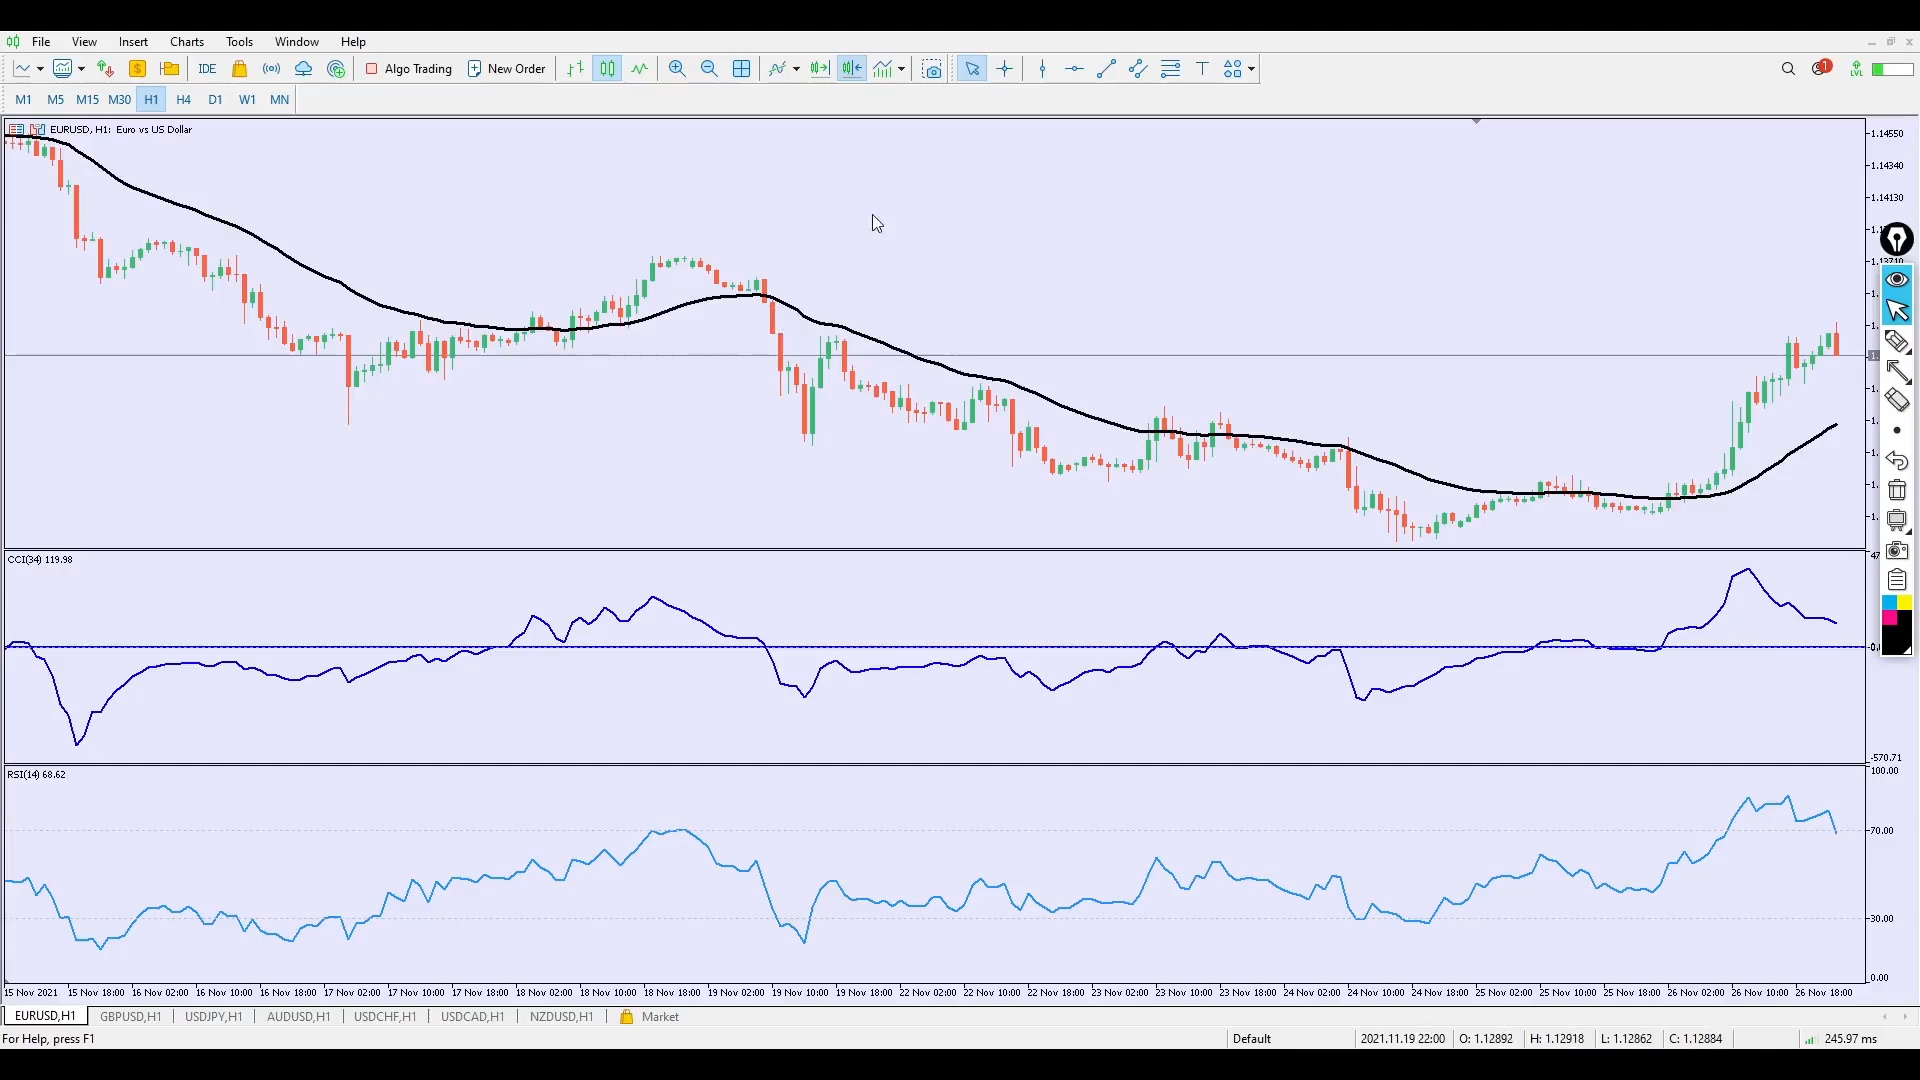 File View Insert Charts Tools Window Help
IDE Algo Trading New Order 1 LVL
M1 M5 M15 M30 H1 H4 D1 W1 MN
EURUSD, H1: Euro vs US Dollar
1.14550
1.14340
1.14130
1.13710
CCI(34) 119.98
-570.71
RSI(14) 68.62
100.00
70.00
30.00
0.00
15 Nov 2021 15 Nov 18:00 16 Nov 02:00 16 Nov 10:00 16 Nov 18:00 17 Nov 02:00 17 Nov 10:00 17 Nov 18:00 18 Nov 02:00 18 Nov 10:00 18 Nov 18:00 19 Nov 02:00 19 Nov 10:00 19 Nov 18:00 22 Nov 02:00 22 Nov 10:00 22 Nov 18:00 23 Nov 02:00 23 Nov 10:00 23 Nov 18:00 24 Nov 02:00 24 Nov 10:00 24 Nov 18:00 25 Nov 02:00 25 Nov 10:00 25 Nov 18:00 26 Nov 02:00 26 Nov 10:00 26 Nov 18:00
EURUSD,H1 GBPUSD,H1 USDJPY,H1 AUDUSD,H1 USDCHF,H1 USDCAD,H1 NZDUSD,H1 Market
For Help, press F1 Default 2021.11.19 22:00 O: 1.12892 H: 1.12918 L: 1.12862 C: 1.12884 245.97 ms